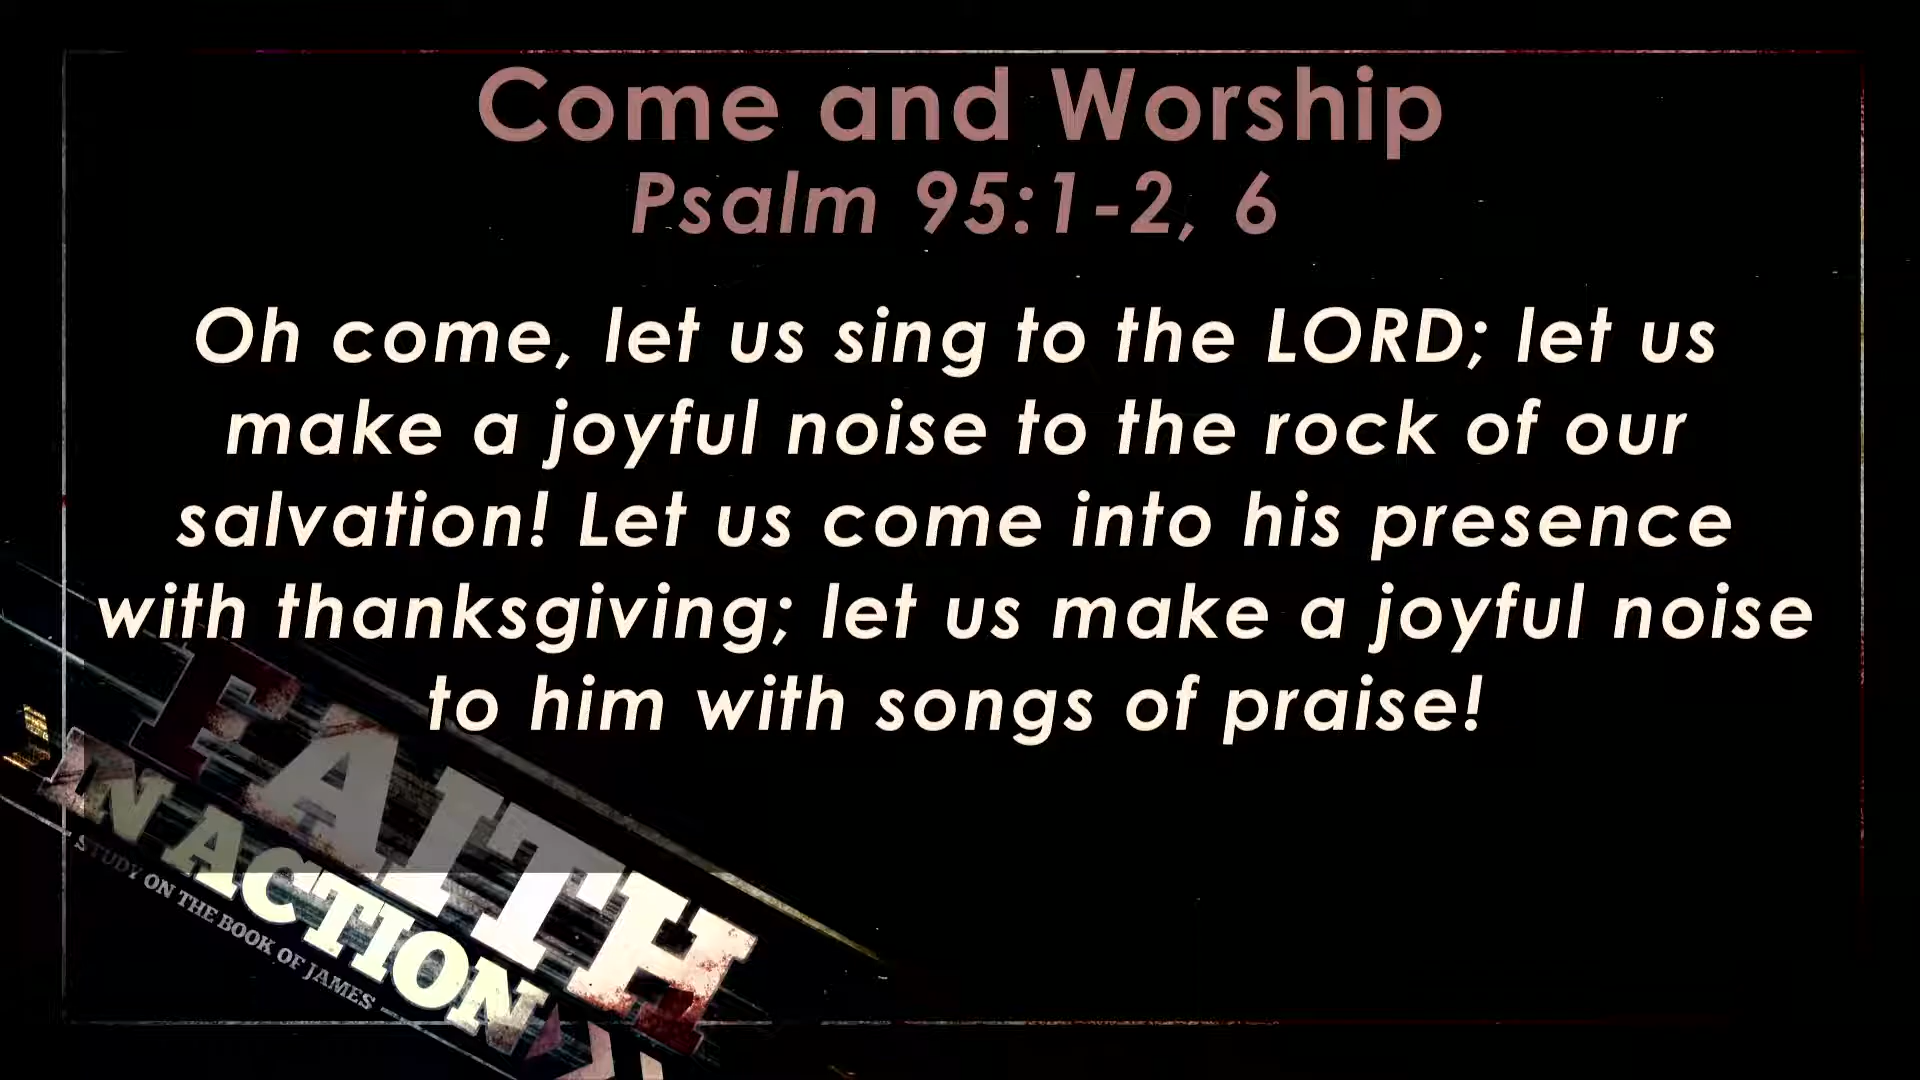 Come and Worship
Psalm 95:1-2, 6
Oh come, let us sing to the LORD; let us
make a joyful noise to the rock of our
salvation! Let us come into his presence
with thanksgiving; let us make a joyful noise
to him with songs of praise!
FAITH
IN ACTION
STUDY ON THE BOOK OF JAMES